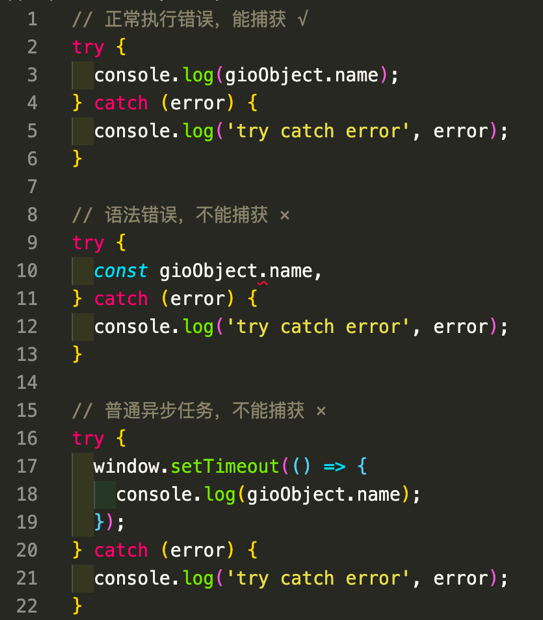 1 // 正常执行错误，能捕获 √
2 try {
3 console.log(gioObject.name);
4 } catch (error) {
5 console.log('try catch error', error);
6 }
7
8 // 语法错误，不能捕获 ×
9 try {
10 const gioObject.name,
11 } catch (error) {
12 console.log('try catch error', error);
13 }
14
15 // 普通异步任务，不能捕获 ×
16 try {
17 window.setTimeout(() => {
18 console.log(gioObject.name);
19 });
20 } catch (error) {
21 console.log('try catch error', error);
22 }